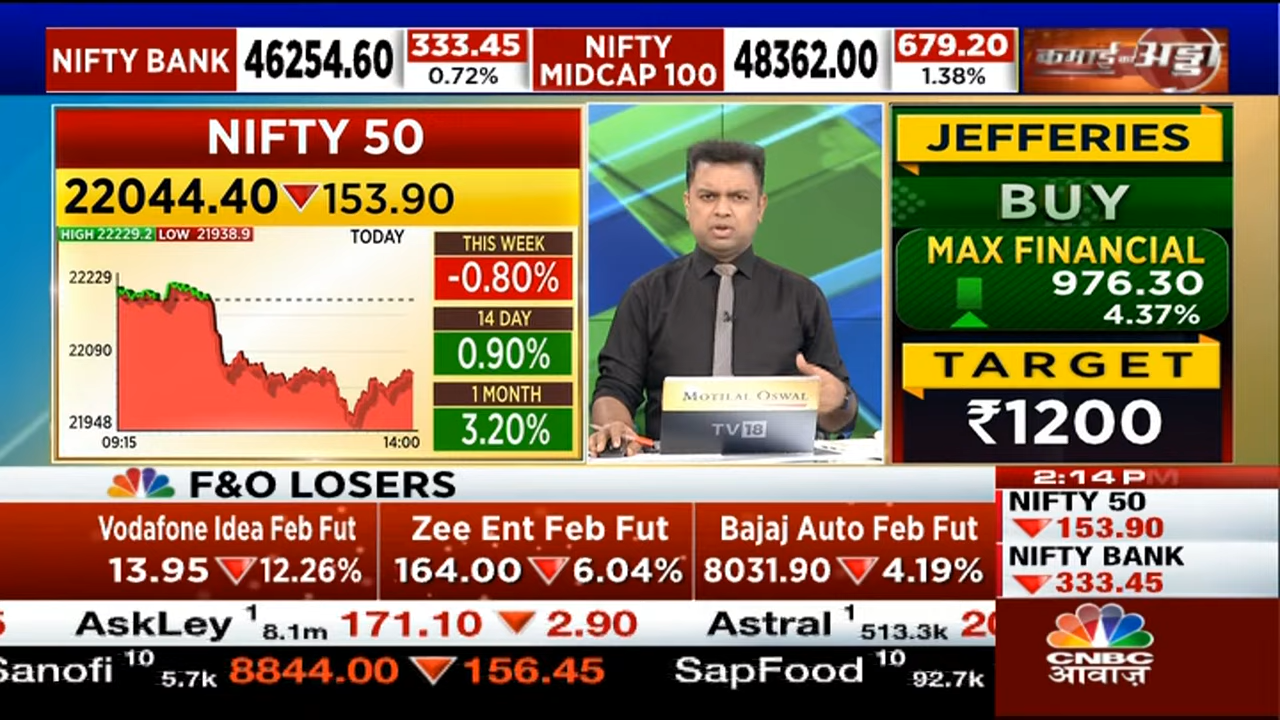 NIFTY BANK 46254.60 333.45 0.72% NIFTY MIDCAP 100 48362.00 679.20 1.38% कमाई का अड्डा
NIFTY 50
22044.40 153.90
HIGH 22229.2 LOW 21938.9 TODAY
22229
22090
21948
09:15 14:00
THIS WEEK
-0.80%
14 DAY
0.90%
1 MONTH
3.20%
MOTILAL OSWAL
TV18
JEFFERIES
BUY
MAX FINANCIAL
976.30
4.37%
TARGET
₹1200
F&O LOSERS
Vodafone Idea Feb Fut
13.95 12.26%
Zee Ent Feb Fut
164.00 6.04%
Bajaj Auto Feb Fut
8031.90 4.19%
2:14 PM
NIFTY 50
153.90
NIFTY BANK
333.45
AskLey 1 8.1m 171.10 2.90 Astral 1 513.3k 20
Sanofi 10 5.7k 8844.00 156.45 SapFood 10 92.7k
CNBC
आवाज़